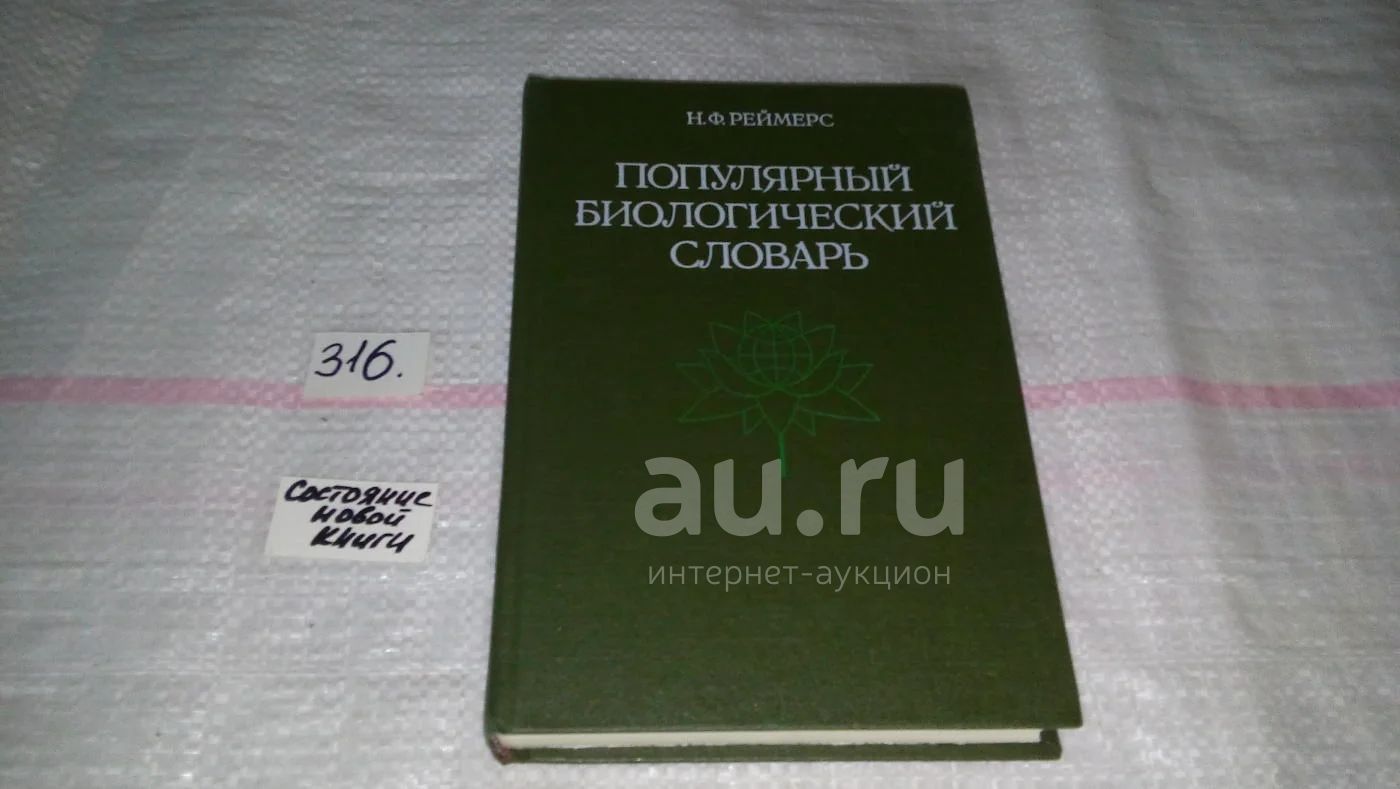 Н.Ф.РЕЙМЕРС
ПОПУЛЯРНЫЙ
БИОЛОГИЧЕСКИЙ
СЛОВАРЬ
316.
Состояние
новой
книги
au.ru
интернет-аукцион